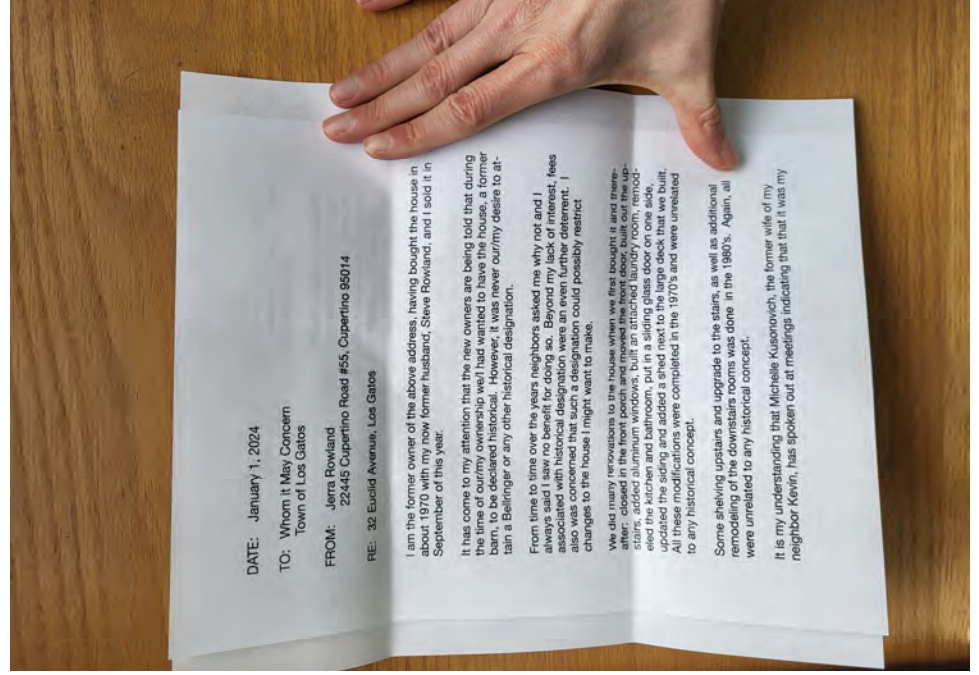 DATE: January 1, 2024
TO: Whom it May Concern
Town of Los Gatos
FROM: Jerra Rowland
22445 Cupertino Road #55, Cupertino 95014
RE: 32 Euclid Avenue, Los Gatos
I am the former owner of the above address, having bought the house in
about 1970 with my now former husband, Steve Rowland, and I sold it in
September of this year.
It has come to my attention that the new owners are being told that during
the time of our/my ownership we/I had wanted to have the house, a former
barn, to be declared historical. However, it was never our/my desire to at-
tain a Bellringer or any other historical designation.
From time to time over the years neighbors asked me why not and I
always said I saw no benefit for doing so. Beyond my lack of interest, fees
associated with historical designation were an even further deterrent. I
also was concerned that such a designation could possibly restrict
changes to the house I might want to make.
We did many renovations to the house when we first bought it and there-
after: closed in the front porch and moved the front door, built out the up-
stairs, added aluminum windows, built an attached laundry room, remod-
eled the kitchen and bathroom, put in a sliding glass door on one side,
updated the siding and added a shed next to the large deck that we built.
All these modifications were completed in the 1970's and were unrelated
to any historical concept.
Some shelving upstairs and upgrade to the stairs, as well as additional
remodeling of the downstairs rooms was done in the 1980's. Again, all
were unrelated to any historical concept.
It is my understanding that Michelle Kusonovich, the former wife of my
neighbor Kevin, has spoken out at meetings indicating that that it was my